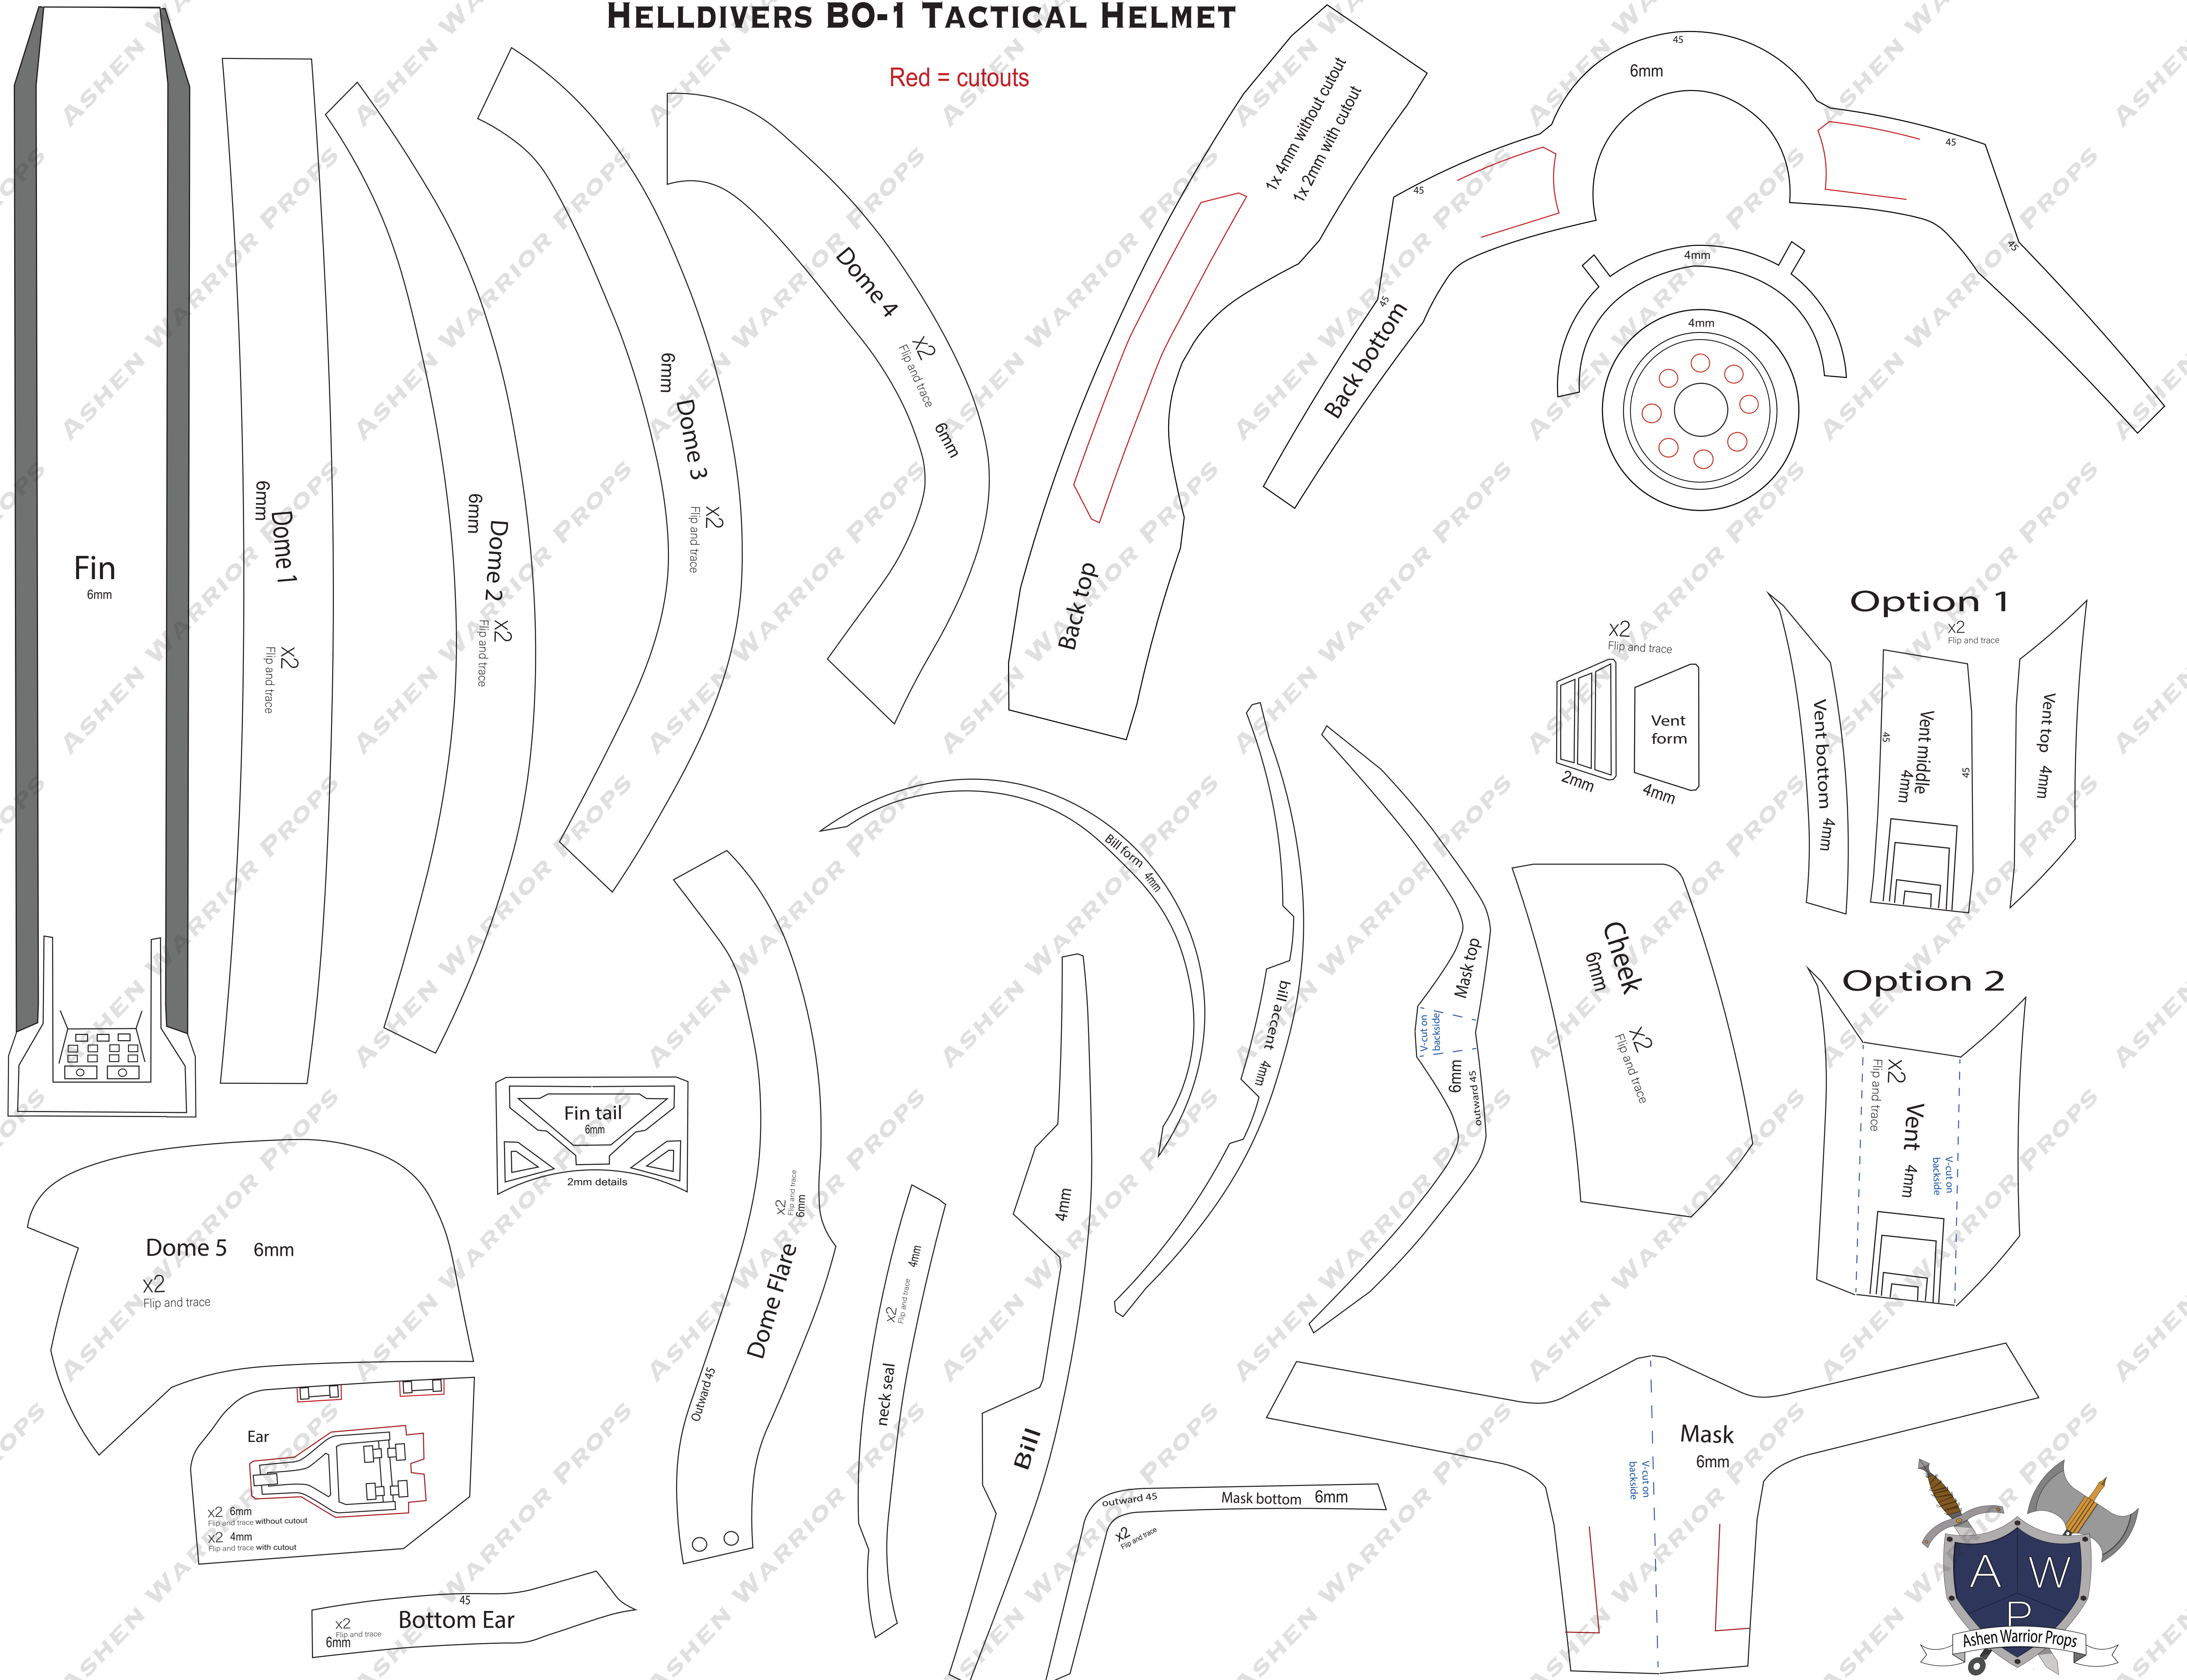 HELLDIVERS BO-1 TACTICAL HELMET
Red = cutouts
Fin
6mm
Dome 1
6mm
x2
Flip and trace
Dome 2
6mm
x2
Flip and trace
6mm
Dome 3
x2
Flip and trace
Dome 4
x2
Flip and trace
6mm
1x 4mm without cutout
1x 2mm with cutout
Back top
45
6mm
45
45
45
45
Back bottom
4mm
4mm
Option 1
x2
Flip and trace
x2
Flip and trace
Vent
form
2mm
4mm
Vent bottom 4mm
45
Vent middle
4mm
45
Vent top 4mm
Bill form 4mm
bill accent 4mm
Mask top
V-cut on
backside
6mm
outward 45
Cheek
6mm
x2
Flip and trace
Option 2
x2
Flip and trace
Vent 4mm
V-cut on
backside
Fin tail
6mm
2mm details
Dome 5 6mm
x2
Flip and trace
x2
Flip and trace
6mm
Dome Flare
Outward 45
4mm
x2
Flip and trace
neck seal
4mm
Bill
Ear
x2 6mm
Flip and trace without cutout
x2 4mm
Flip and trace with cutout
45
Bottom Ear
x2
Flip and trace
6mm
outward 45
Mask bottom 6mm
x2
Flip and trace
Mask
6mm
V-cut on
backside
A W
P
Ashen Warrior Props
ASHEN WARRIOR PROPS